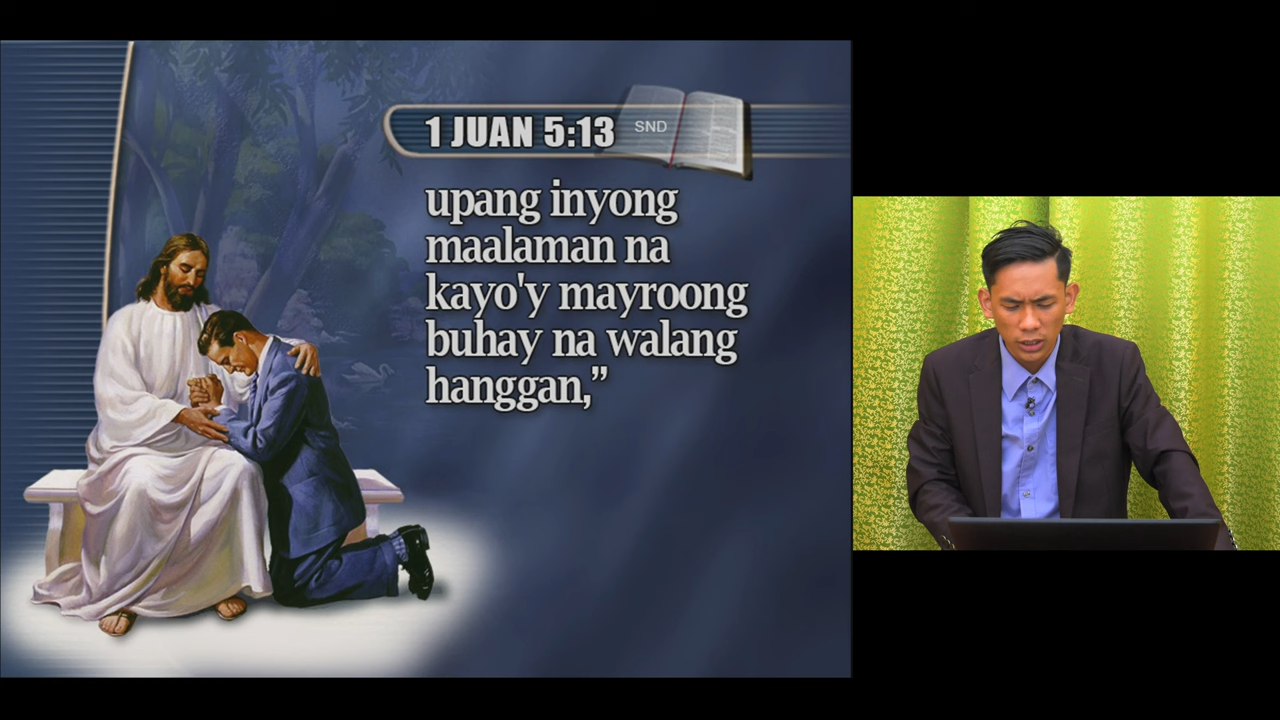 1 JUAN 5:13 SND
upang inyong
maalaman na
kayo'y mayroong
buhay na walang
hanggan,”